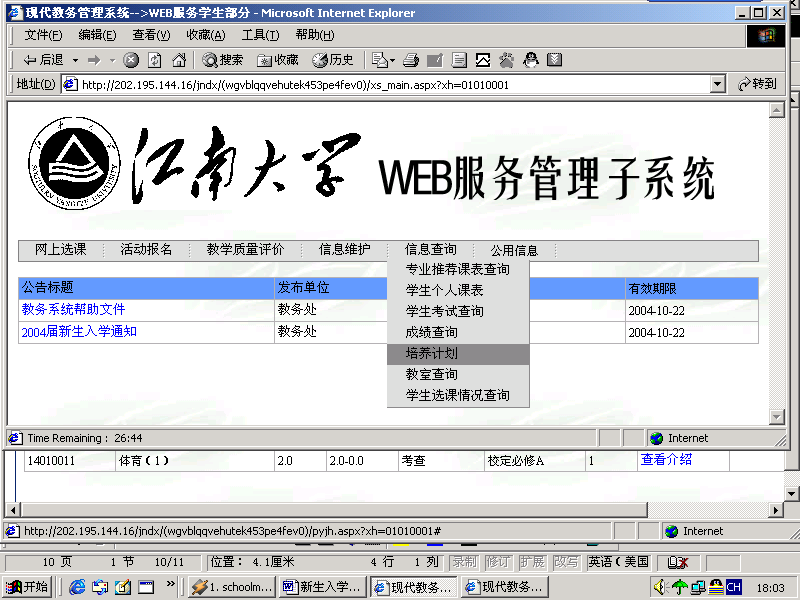 现代教务管理系统-->WEB服务学生部分 - Microsoft Internet Explorer
文件(F) 编辑(E) 查看(V) 收藏(A) 工具(T) 帮助(H)
后退 搜索 收藏 历史
地址(D) http://202.195.144.16/jndx/(wgvblqqvehutek453pe4fev0)/xs_main.aspx?xh=01010001 转到
SOUTHERN YANGTZE UNIVERSITY
江南大学 WEB服务管理子系统
网上选课 活动报名 教学质量评价 信息维护 信息查询 公用信息
专业推荐课表查询
学生个人课表
学生考试查询
成绩查询
培养计划
教室查询
学生选课情况查询
公告标题 发布单位 有效期限
教务系统帮助文件 教务处 2004-10-22
2004届新生入学通知 教务处 2004-10-22
Time Remaining : 26:44 Internet
14010011 体育(1) 2.0 2.0-0.0 考查 校定必修A 1 查看介绍
http://202.195.144.16/jndx/(wgvblqqvehutek453pe4fev0)/pyjh.aspx?xh=01010001# Internet
10 页 1 节 10/11 位置: 4.1厘米 4 行 1 列 录制 修订 扩展 改写 英语(美国
开始 1. schoolm... 新生入学... 现代教务... 现代教务... CH 18:03